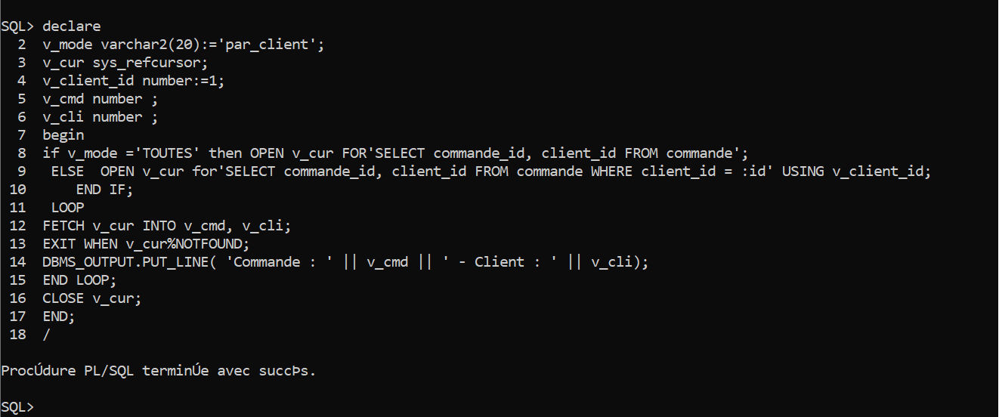 SQL> declare
  2  v_mode varchar2(20):='par_client';
  3  v_cur sys_refcursor;
  4  v_client_id number:=1;
  5  v_cmd number ;
  6  v_cli number ;
  7  begin
  8  if v_mode ='TOUTES' then OPEN v_cur FOR'SELECT commande_id, client_id FROM commande';
  9   ELSE  OPEN v_cur for'SELECT commande_id, client_id FROM commande WHERE client_id = :id' USING v_client_id;
 10      END IF;
 11   LOOP
 12  FETCH v_cur INTO v_cmd, v_cli;
 13  EXIT WHEN v_cur%NOTFOUND;
 14  DBMS_OUTPUT.PUT_LINE( 'Commande : ' || v_cmd || ' - Client : ' || v_cli);
 15  END LOOP;
 16  CLOSE v_cur;
 17  END;
 18  /
ProcÚdure PL/SQL terminÚe avec succÞs.
SQL>